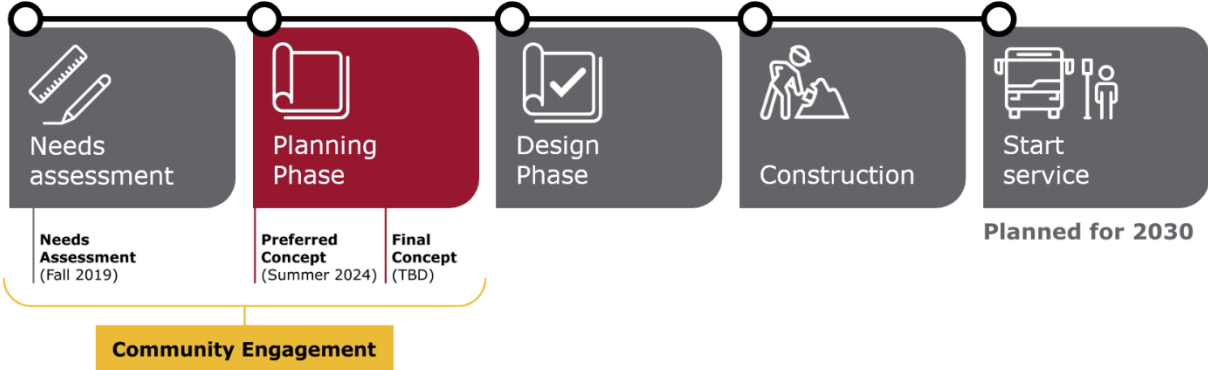 Needs
assessment
Planning
Phase
Design
Phase
Construction
Start
service
Needs
Assessment
(Fall 2019)
Preferred
Concept
(Summer 2024)
Final
Concept
(TBD)
Planned for 2030
Community Engagement